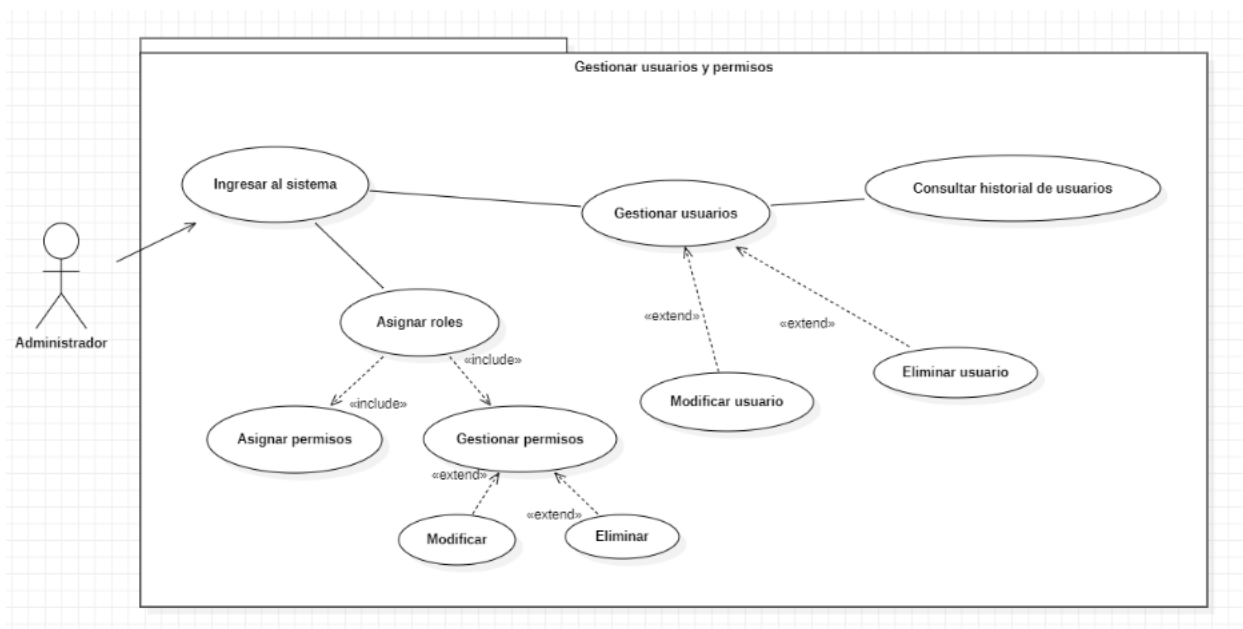 Gestionar usuarios y permisos
Ingresar al sistema
Consultar historial de usuarios
Gestionar usuarios
Administrador
Asignar roles
«extend»
«extend»
«include»
Eliminar usuario
Modificar usuario
«include»
Asignar permisos
Gestionar permisos
«extend»
«extend»
Modificar
Eliminar